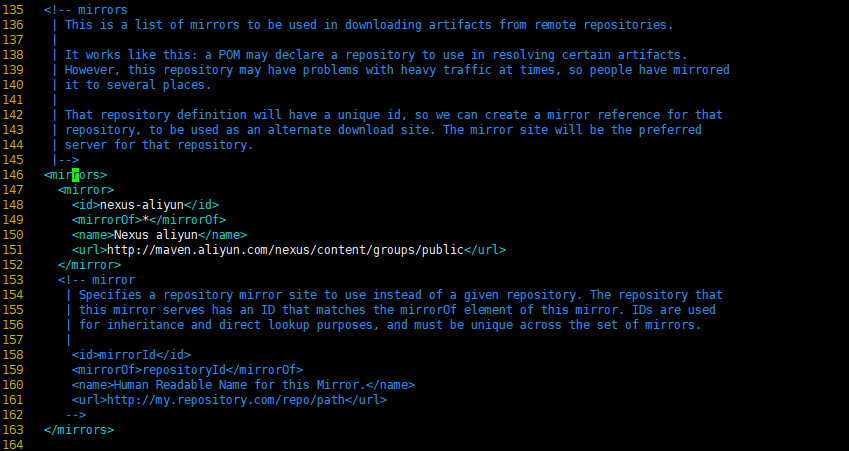 135 <!-- mirrors
136 | This is a list of mirrors to be used in downloading artifacts from remote repositories.
137 |
138 | It works like this: a POM may declare a repository to use in resolving certain artifacts.
139 | However, this repository may have problems with heavy traffic at times, so people have mirrored
140 | it to several places.
141 |
142 | That repository definition will have a unique id, so we can create a mirror reference for that
143 | repository, to be used as an alternate download site. The mirror site will be the preferred
144 | server for that repository.
145 |-->
146 <mirrors>
147 <mirror>
148 <id>nexus-aliyun</id>
149 <mirrorOf>*</mirrorOf>
150 <name>Nexus aliyun</name>
151 <url>http://maven.aliyun.com/nexus/content/groups/public</url>
152 </mirror>
153 <!-- mirror
154 | Specifies a repository mirror site to use instead of a given repository. The repository that
155 | this mirror serves has an ID that matches the mirrorOf element of this mirror. IDs are used
156 | for inheritance and direct lookup purposes, and must be unique across the set of mirrors.
157 |
158 <id>mirrorId</id>
159 <mirrorOf>repositoryId</mirrorOf>
160 <name>Human Readable Name for this Mirror.</name>
161 <url>http://my.repository.com/repo/path</url>
162 -->
163 </mirrors>
164